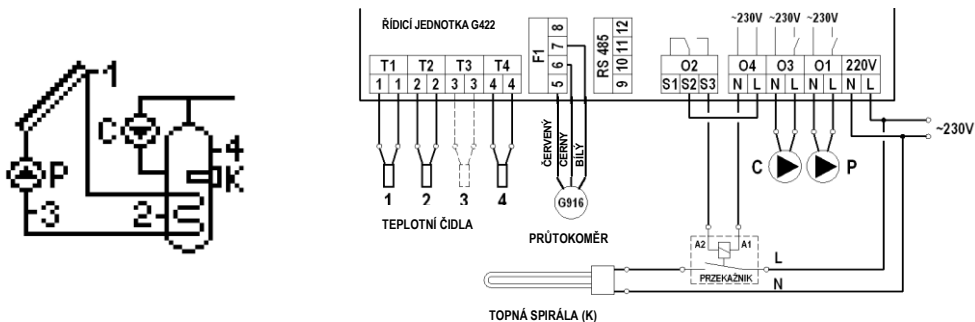 1
C
4
K
P
3
2
ŘÍDICÍ JEDNOTKA G422
T1 T2 T3 T4
1 1 2 2 3 3 4 4
1 2 3 4
TEPLOTNÍ ČIDLA
F1
5 6 7 8
ČERVENÝ
CERNY
BÍLÝ
G916
PRŮTOKOMĚR
RS 485
9 10 11 12
~230V ~230V ~230V
O2 O4 O3 O1 220V
S1 S2 S3 N L N L N L N L
~230V
C P
A2 A1
PRZEKAŹNIK
L
N
TOPNÁ SPIRÁLA (K)